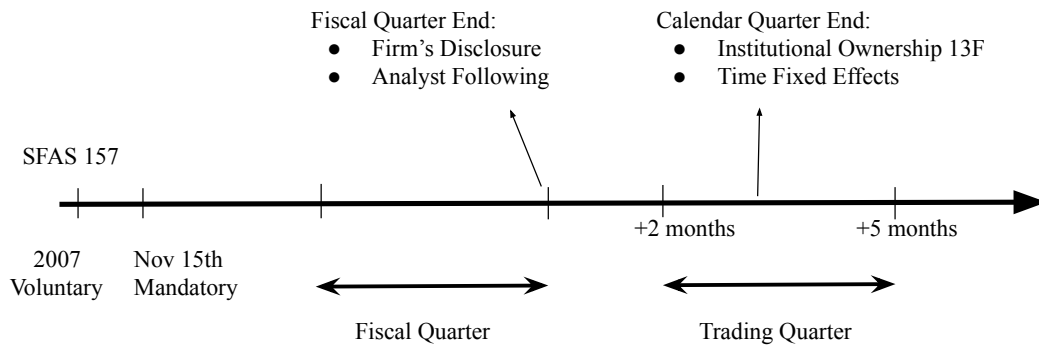 Fiscal Quarter End:
● Firm's Disclosure
● Analyst Following
Calendar Quarter End:
● Institutional Ownership 13F
● Time Fixed Effects
SFAS 157
+2 months
+5 months
2007
Voluntary
Nov 15th
Mandatory
Fiscal Quarter
Trading Quarter